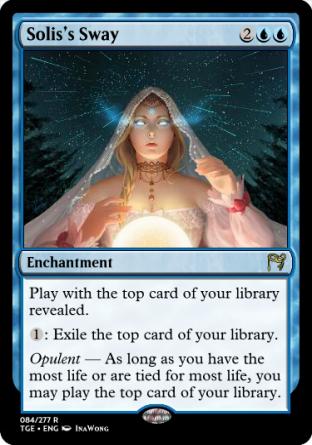 Solis's Sway 2
Enchantment
Play with the top card of your library
revealed.
1: Exile the top card of your library.
Opulent — As long as you have the
most life or are tied for most life, you
may play the top card of your library.
084/277 R
TGE • ENG InaWong